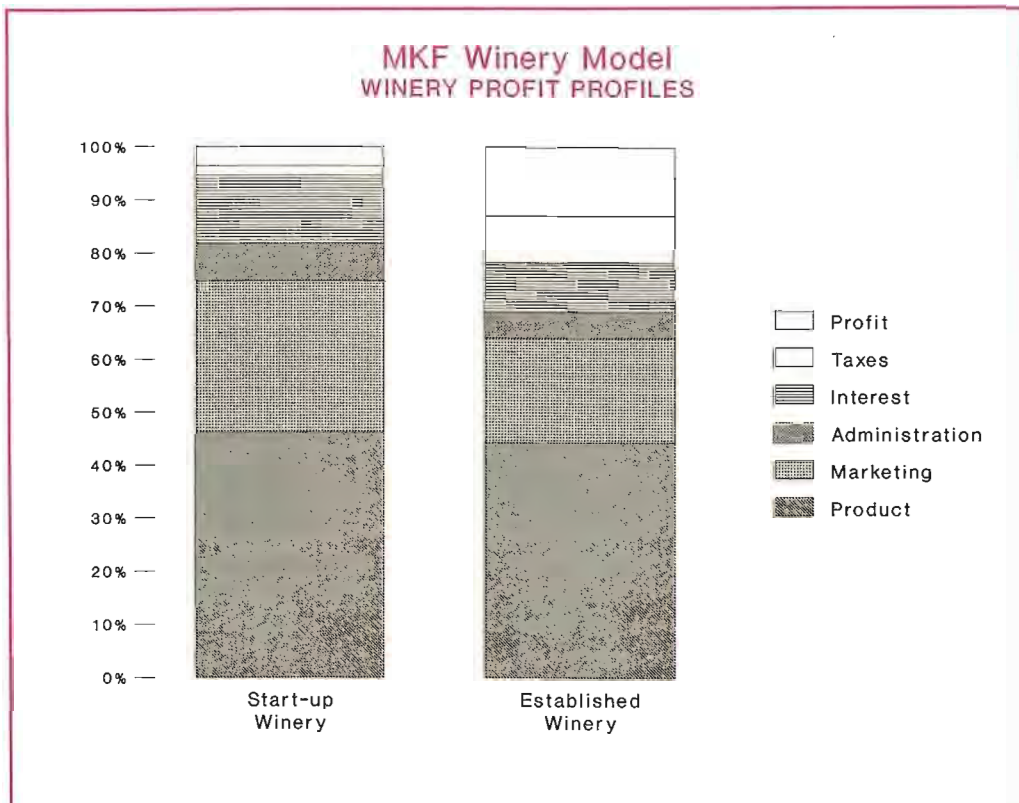 MKF Winery Model
WINERY PROFIT PROFILES
100%
90%
80%
70%
60%
50%
40%
30%
20%
10%
0%
Start-up
Winery
Established
Winery
Profit
Taxes
Interest
Administration
Marketing
Product